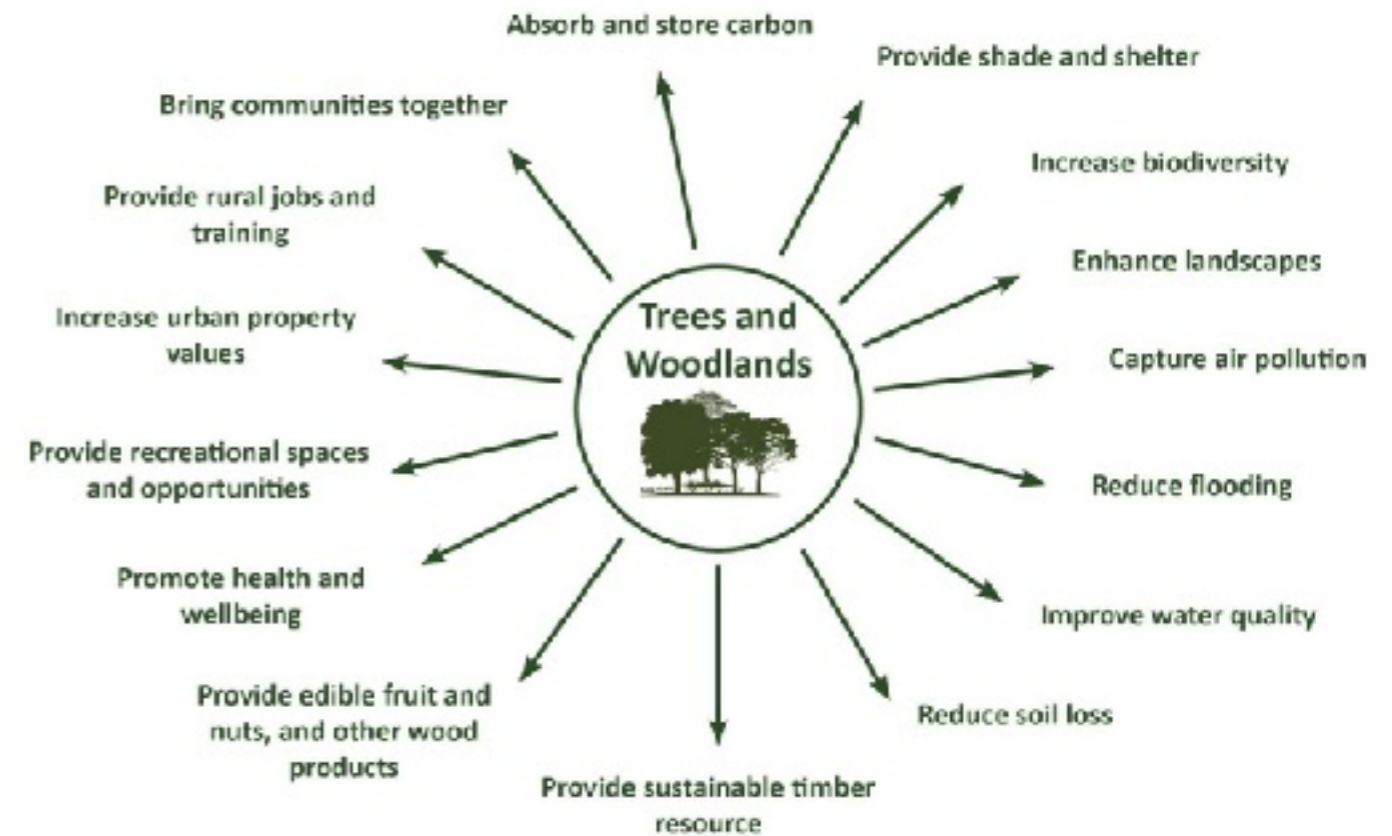 Absorb and store carbon
Provide shade and shelter
Increase biodiversity
Enhance landscapes
Capture air pollution
Reduce flooding
Improve water quality
Reduce soil loss
Provide sustainable timber
resource
Provide edible fruit and
nuts, and other wood
products
Promote health and
wellbeing
Provide recreational spaces
and opportunities
Increase urban property
values
Provide rural jobs and
training
Bring communities together
Trees and
Woodlands